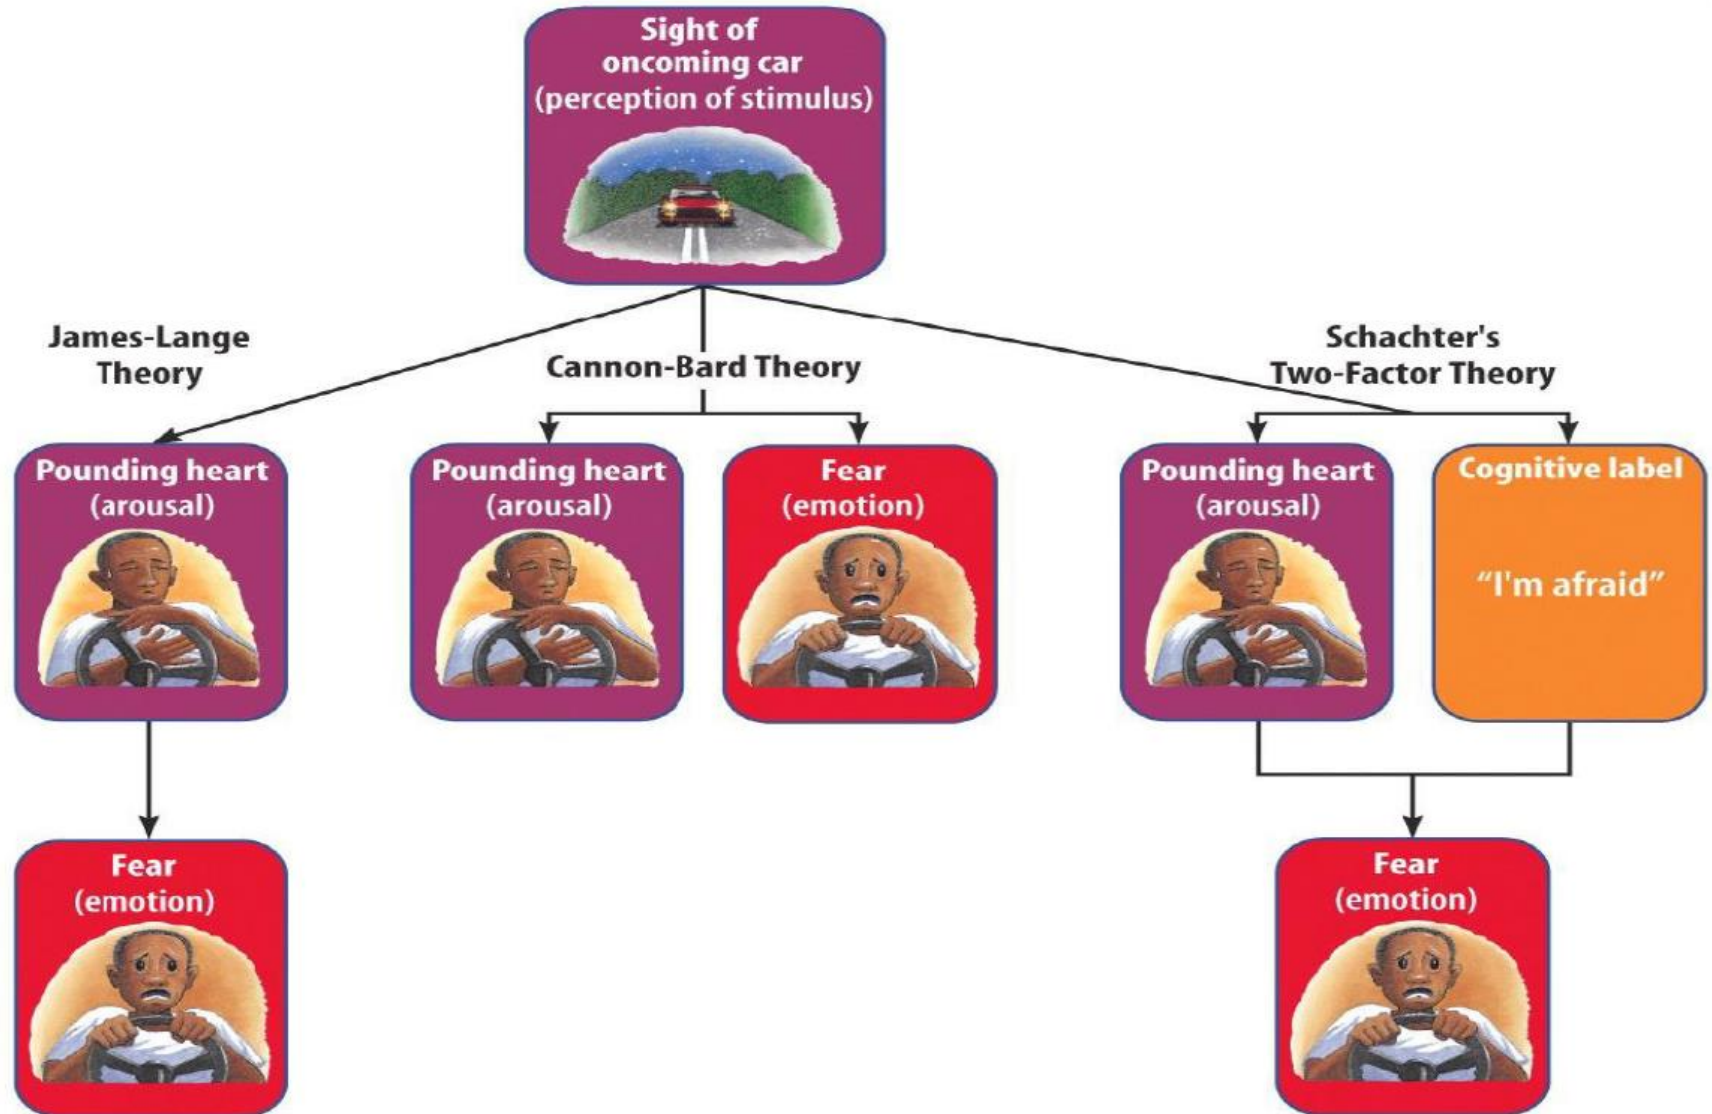 Sight of
oncoming car
(perception of stimulus)
James-Lange
Theory
Cannon-Bard Theory
Schachter's
Two-Factor Theory
Pounding heart
(arousal)
Pounding heart
(arousal)
Fear
(emotion)
Pounding heart
(arousal)
Cognitive label
“I'm afraid”
Fear
(emotion)
Fear
(emotion)